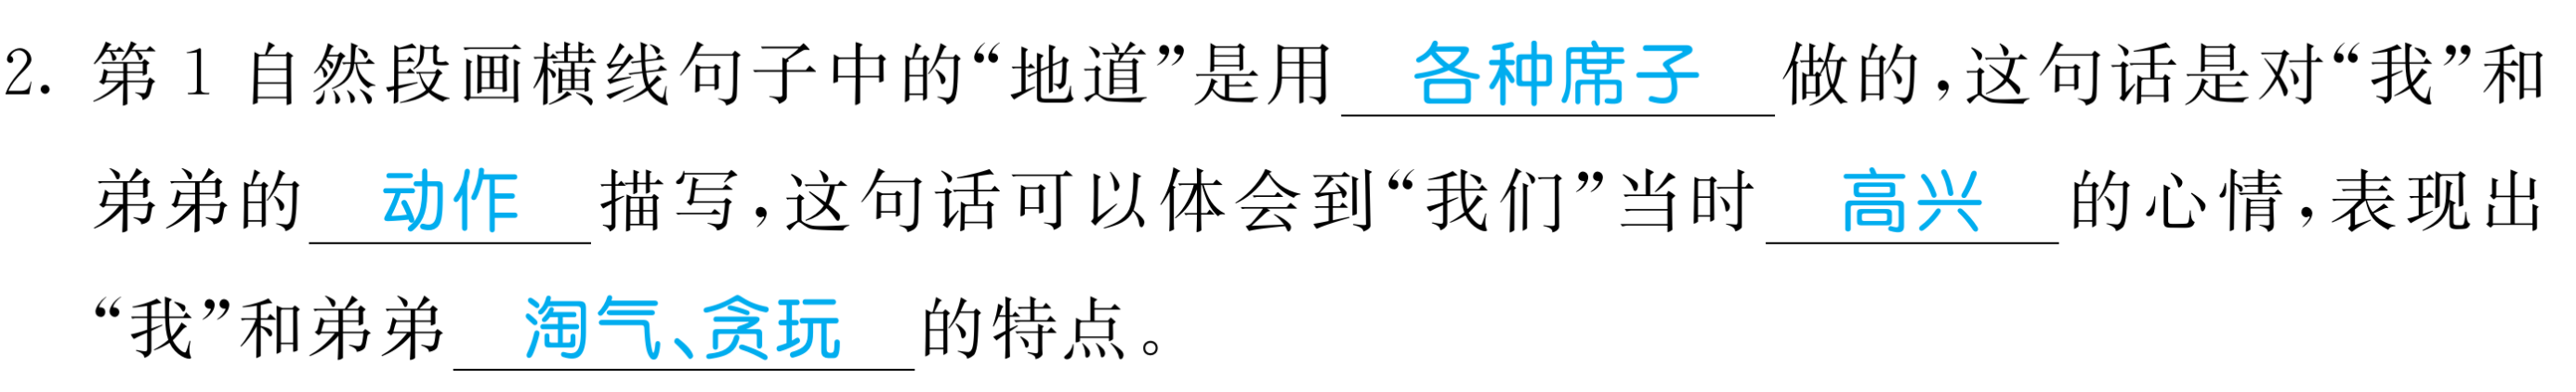 2. 第 1 自然段画横线句子中的“地道”是用 各种席子 做的,这句话是对“我”和
弟弟的 动作 描写,这句话可以体会到“我们”当时 高兴 的心情,表现出
“我”和弟弟 淘气、贪玩 的特点。